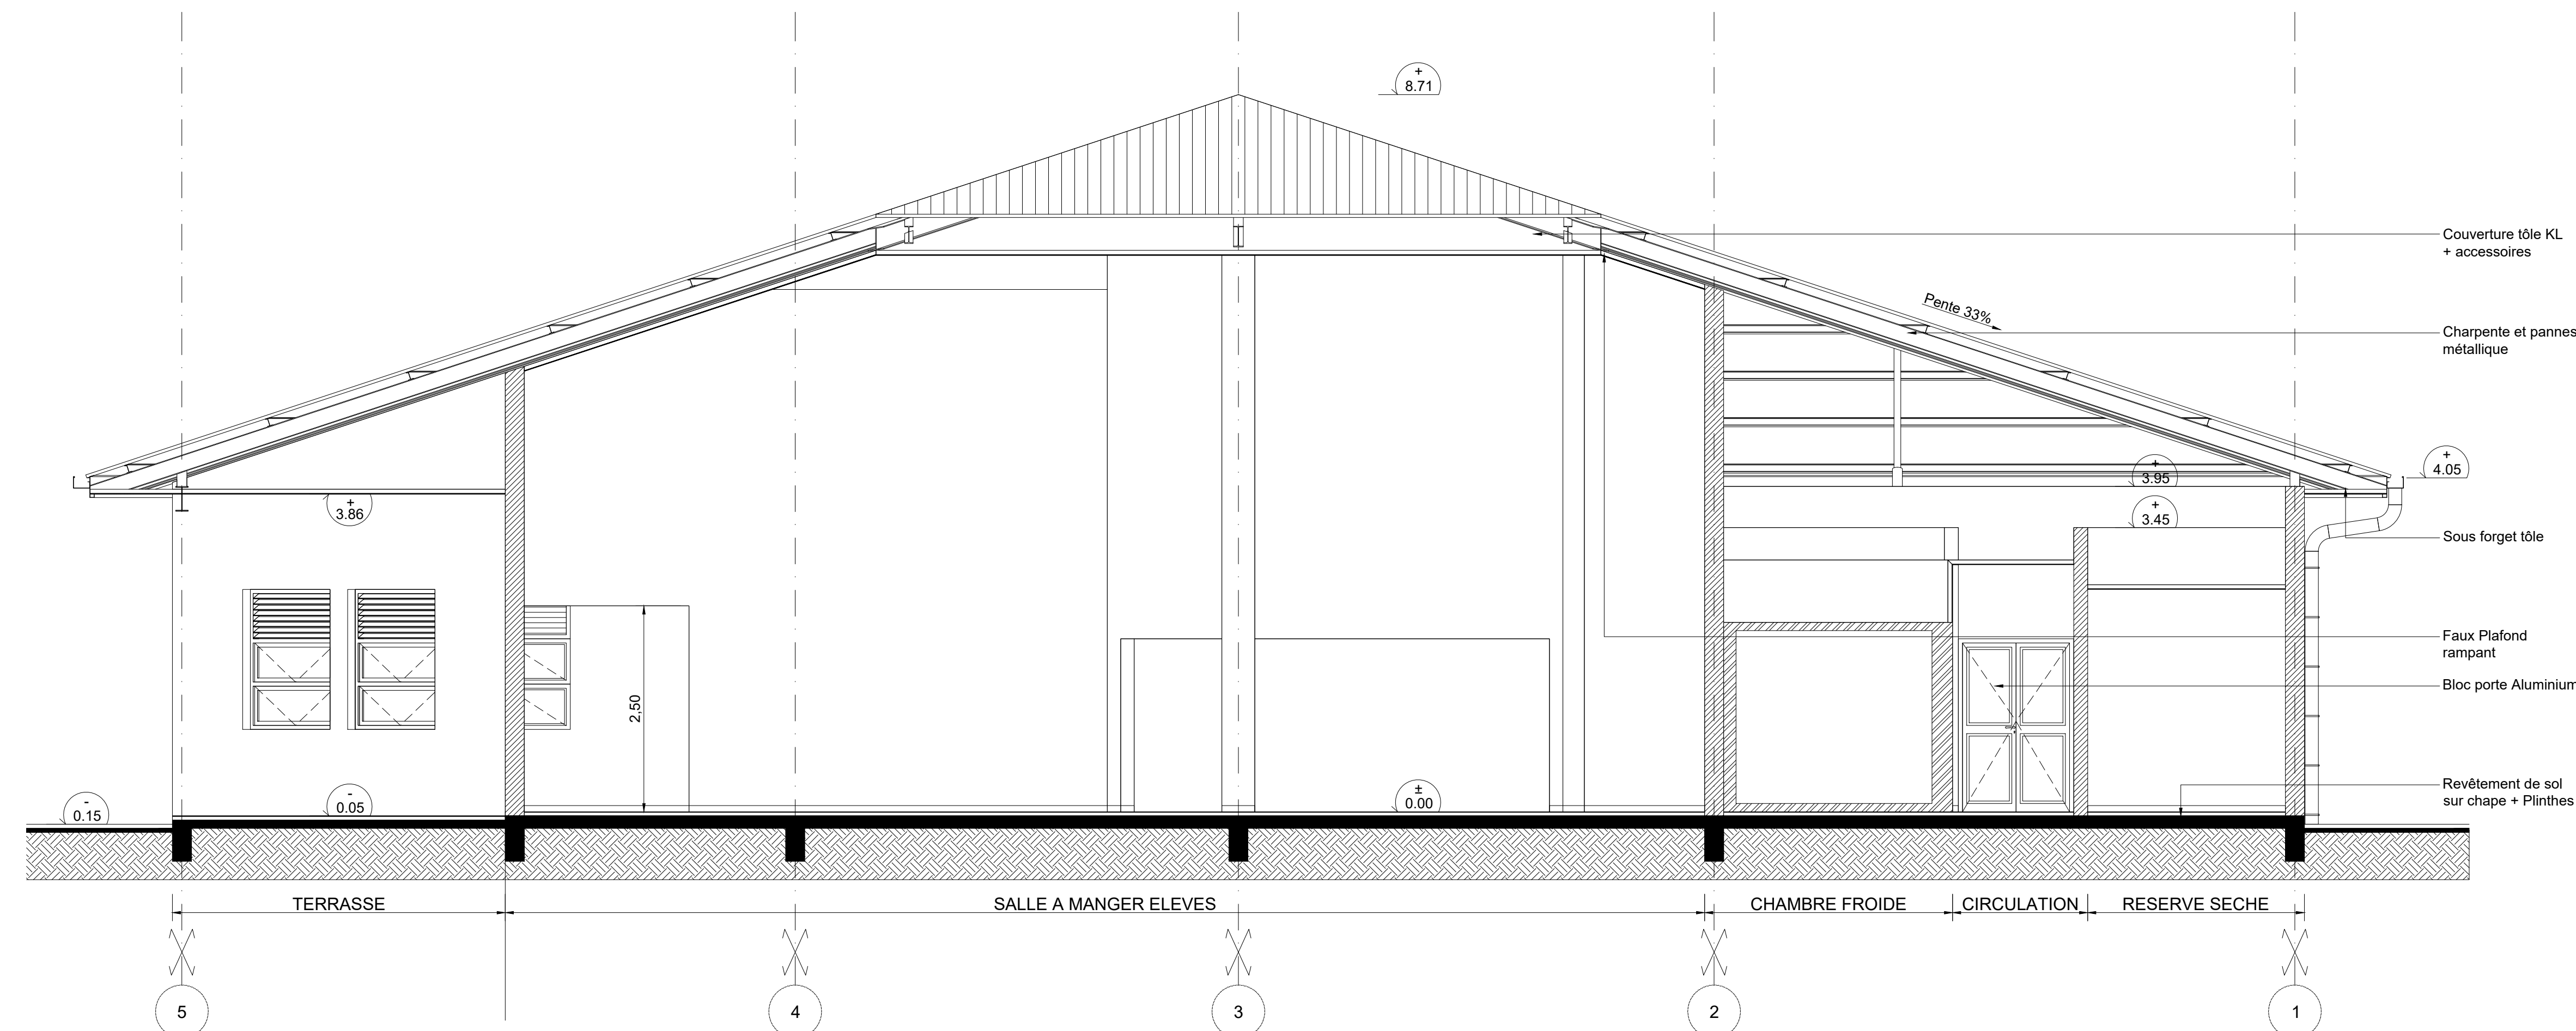 +
8.71
Couverture tôle KL
+ accessoires
Pente 33%
Charpente et pannes
métallique
+
4.05
+
3.95
+
3.86
+
3.45
Sous forget tôle
Faux Plafond
rampant
Bloc porte Aluminium
2,50
Revêtement de sol
sur chape + Plinthes
-
0.15
-
0.05
±
0.00
TERRASSE
SALLE A MANGER ELEVES
CHAMBRE FROIDE
CIRCULATION
RESERVE SECHE
5
4
3
2
1